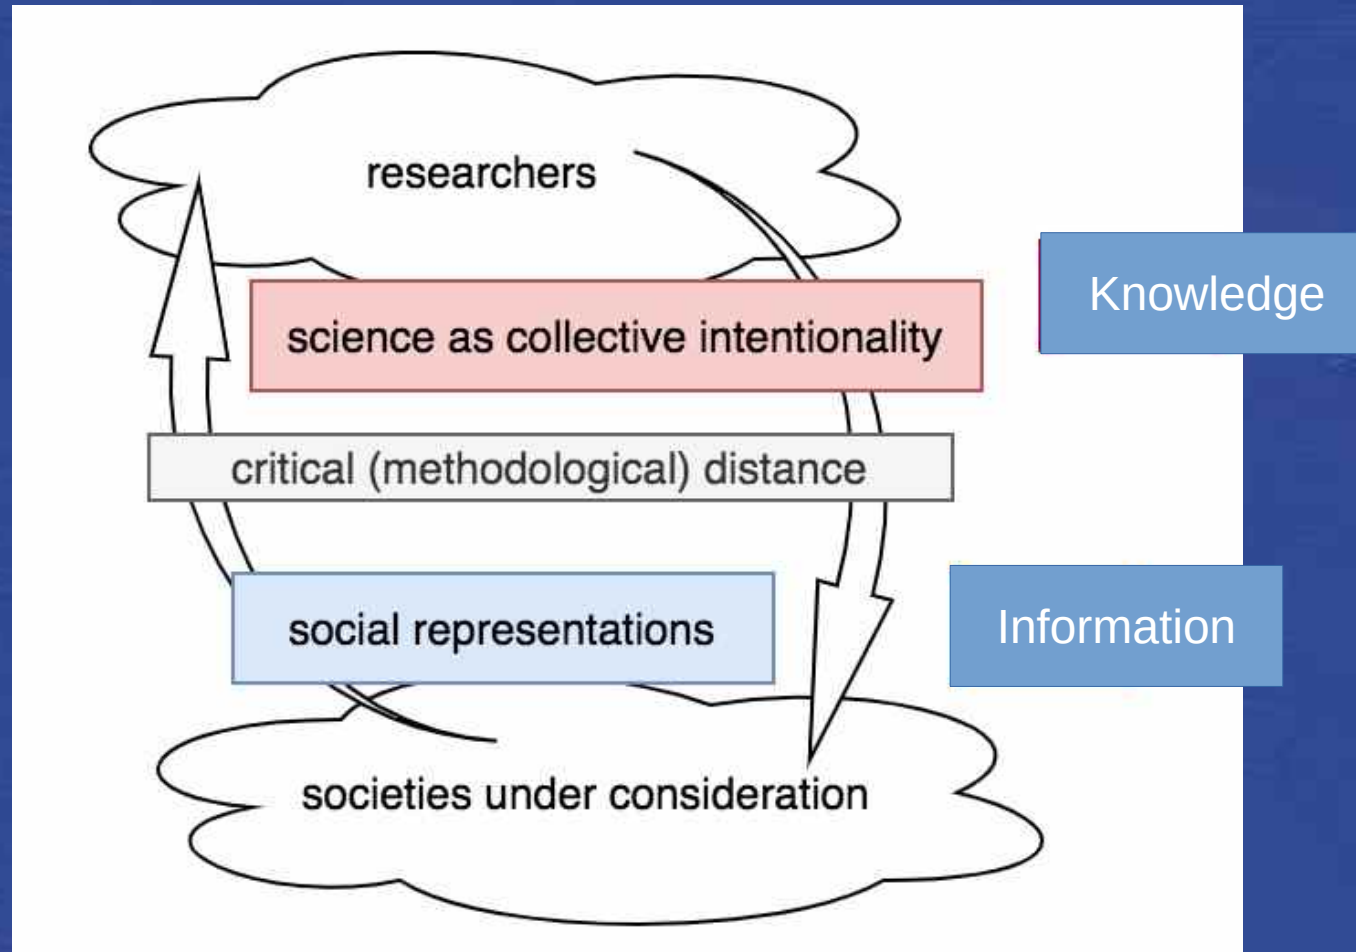 researchers
Knowledge
science as collective intentionality
critical (methodological) distance
social representations
Information
societies under consideration